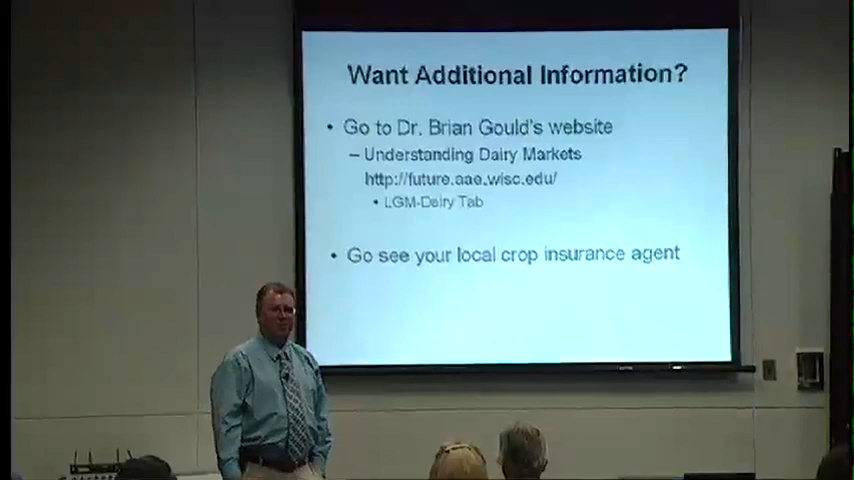 Want Additional Information?
• Go to Dr. Brian Gould's website
– Understanding Dairy Markets
http://future.aae.wisc.edu/
• LGM-Dairy Tab
• Go see your local crop insurance agent